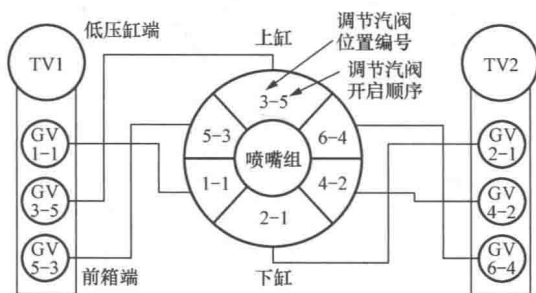 低压缸端
上缸
调节汽阀
位置编号
调节汽阀
开启顺序
TV1
TV2
3-5
5-3
6-4
喷嘴组
1-1
4-2
2-1
GV
1-1
GV
3-5
GV
5-3
GV
2-1
GV
4-2
GV
6-4
前箱端
下缸